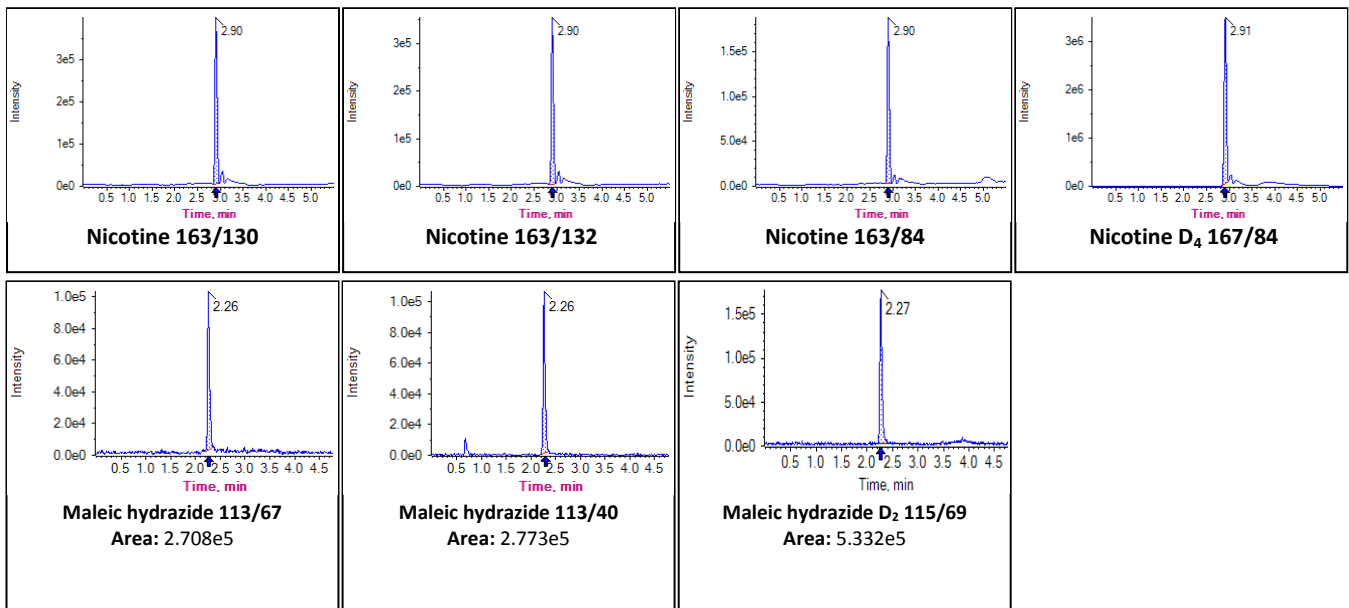 2.90
Intensity
3e5
2e5
1e5
0e0
0.5 1.0 1.5 2.0 2.5 3.0 3.5 4.0 4.5 5.0
Time, min
Nicotine 163/130
2.90
Intensity
3e5
2e5
1e5
0e0
0.5 1.0 1.5 2.0 2.5 3.0 3.5 4.0 4.5 5.0
Time, min
Nicotine 163/132
2.90
Intensity
1.5e5
1.0e5
5.0e4
0.0e0
0.5 1.0 1.5 2.0 2.5 3.0 3.5 4.0 4.5 5.0
Time, min
Nicotine 163/84
2.91
Intensity
3e6
2e6
1e6
0e0
0.5 1.0 1.5 2.0 2.5 3.0 3.5 4.0 4.5 5.0
Time, min
Nicotine D₄ 167/84
1.0e5
2.26
8.0e4
Intensity
6.0e4
4.0e4
2.0e4
0.0e0
0.5 1.0 1.5 2.0 2.5 3.0 3.5 4.0 4.5
Time, min
Maleic hydrazide 113/67
Area: 2.708e5
1.0e5
2.26
8.0e4
Intensity
6.0e4
4.0e4
2.0e4
0.0e0
0.5 1.0 1.5 2.0 2.5 3.0 3.5 4.0 4.5
Time, min
Maleic hydrazide 113/40
Area: 2.773e5
1.5e5
2.27
Intensity
1.0e5
5.0e4
0.0e0
0.5 1.0 1.5 2.0 2.5 3.0 3.5 4.0 4.5
Time, min
Maleic hydrazide D₂ 115/69
Area: 5.332e5